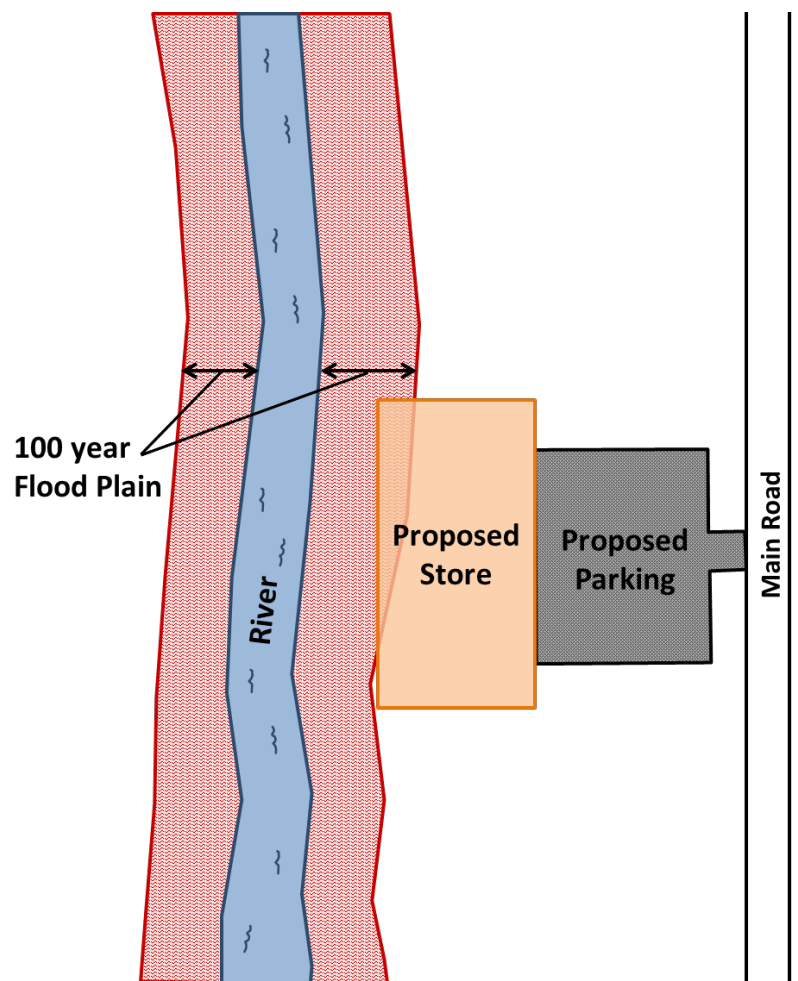 100 year
Flood Plain
River
Proposed
Store
Proposed
Parking
Main Road